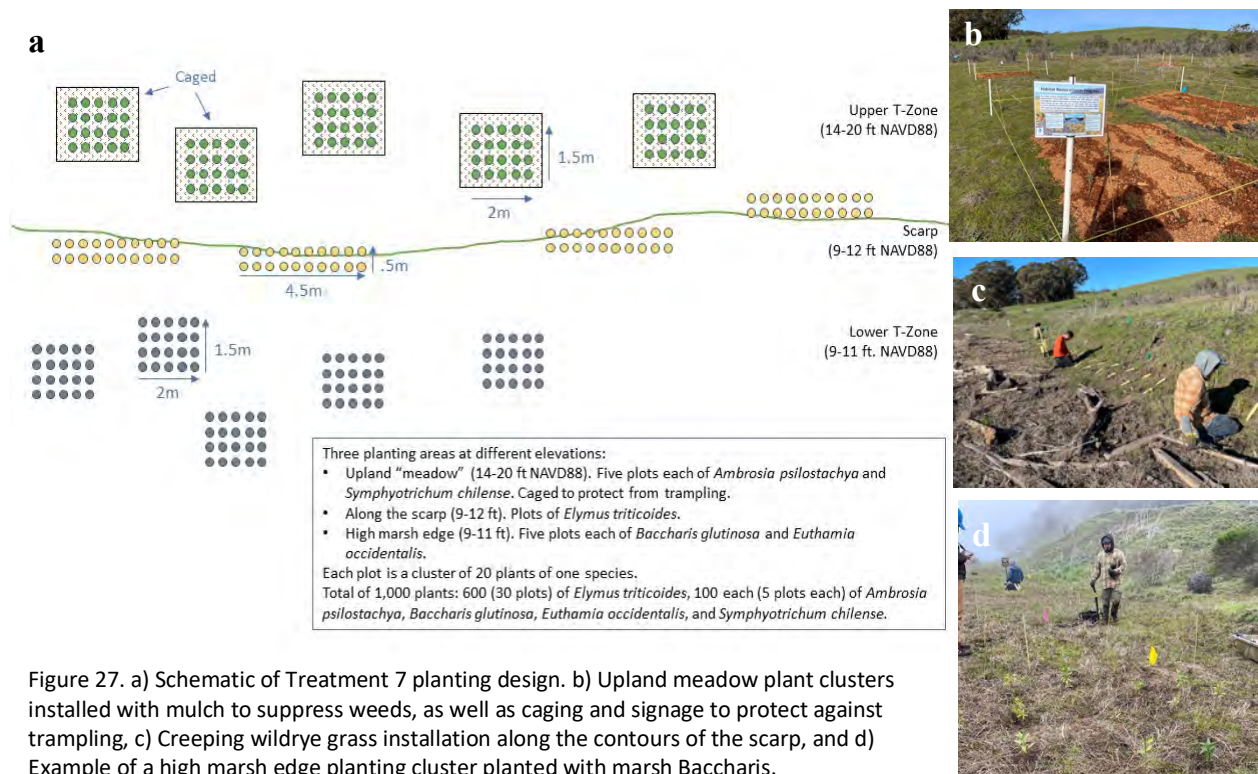 a
Caged
Upper T-Zone
(14-20 ft NAVD88)
1.5m
2m
Scarp
(9-12 ft NAVD88)
.5m
4.5m
Lower T-Zone
(9-11 ft. NAVD88)
1.5m
2m
Three planting areas at different elevations:
• Upland “meadow” (14-20 ft NAVD88). Five plots each of Ambrosia psilostachya and
Symphyotrichum chilense. Caged to protect from trampling.
• Along the scarp (9-12 ft). Plots of Elymus triticoides.
• High marsh edge (9-11 ft). Five plots each of Baccharis glutinosa and Euthamia
occidentalis.
Each plot is a cluster of 20 plants of one species.
Total of 1,000 plants: 600 (30 plots) of Elymus triticoides, 100 each (5 plots each) of Ambrosia
psilostachya, Baccharis glutinosa, Euthamia occidentalis, and Symphyotrichum chilense.
b
c
d
Figure 27. a) Schematic of Treatment 7 planting design. b) Upland meadow plant clusters
installed with mulch to suppress weeds, as well as caging and signage to protect against
trampling, c) Creeping wildrye grass installation along the contours of the scarp, and d)
Example of a high marsh edge planting cluster planted with marsh Baccharis.